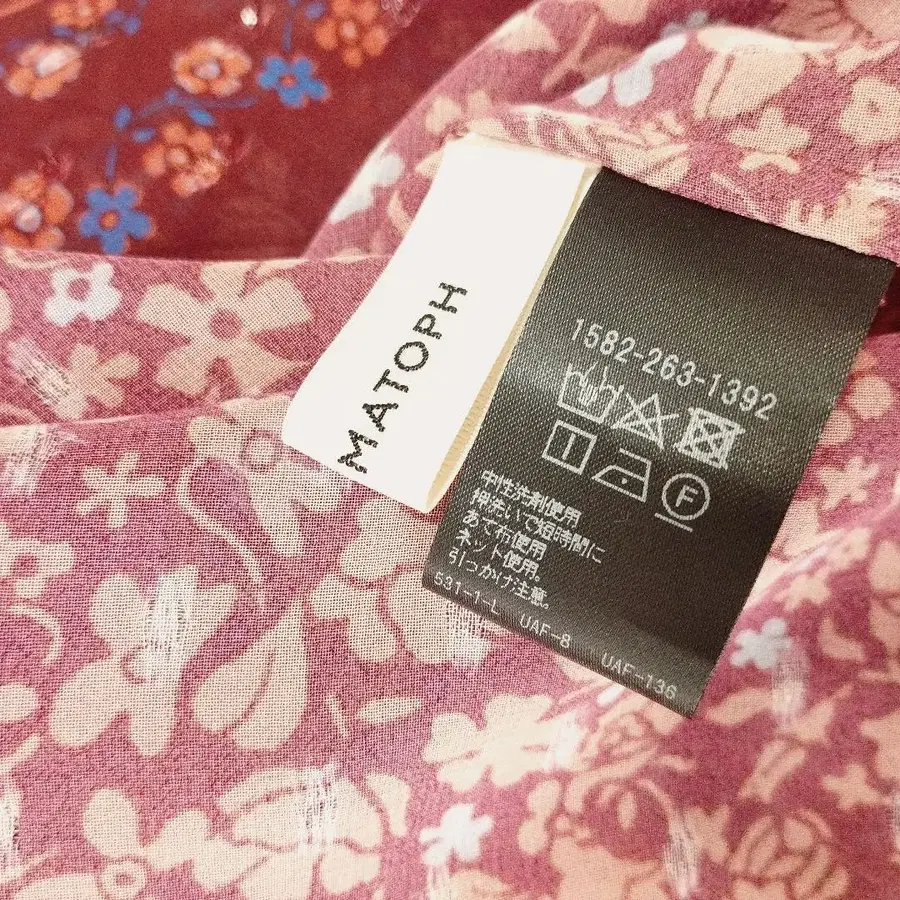 MATOPH
1582-263-1392
F
中性洗剤使用
押洗いで短時間に
あて布使用
ネット使用。
引っかけ注意。
531-1-L UAF-8 UAF-136